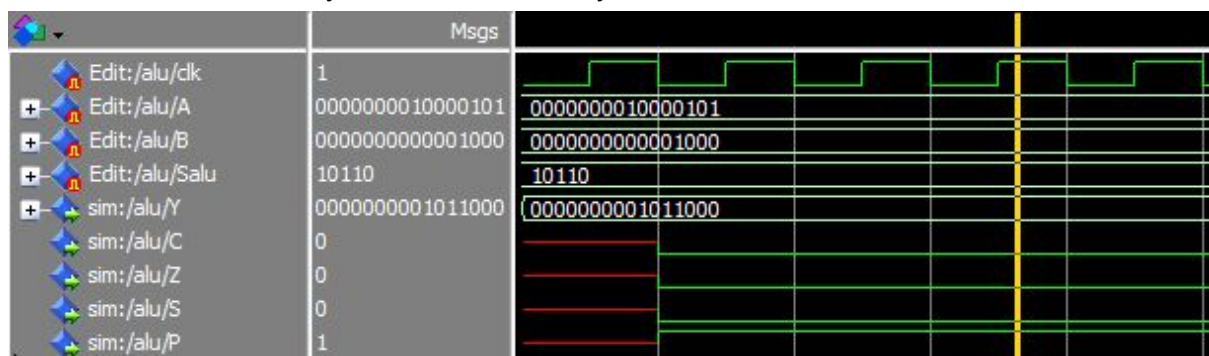 Msgs
Edit:/alu/clk 1
Edit:/alu/A 0000000010000101 0000000010000101
Edit:/alu/B 0000000000001000 0000000000001000
Edit:/alu/Salu 10110 10110
sim:/alu/Y 0000000001011000 0000000001011000
sim:/alu/C 0
sim:/alu/Z 0
sim:/alu/S 0
sim:/alu/P 1